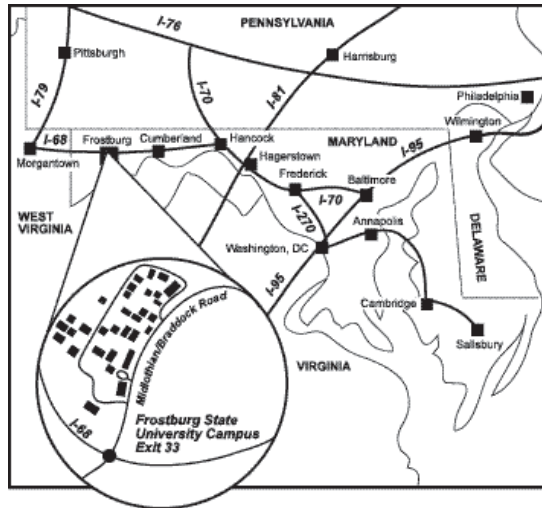 I-76
PENNSYLVANIA
Pittsburgh
Harrisburg
I-79
I-70
I-81
Philadelphia
Wilmington
I-68
Frostburg
Cumberland
Hancock
MARYLAND
I-95
Morgantown
Hagerstown
Frederick
Baltimore
I-70
WEST
VIRGINIA
I-270
Annapolis
DELAWARE
Washington, DC
I-95
Cambridge
Salisbury
VIRGINIA
Midlothian/Braddock Road
I-68
Frostburg State
University Campus
Exit 33